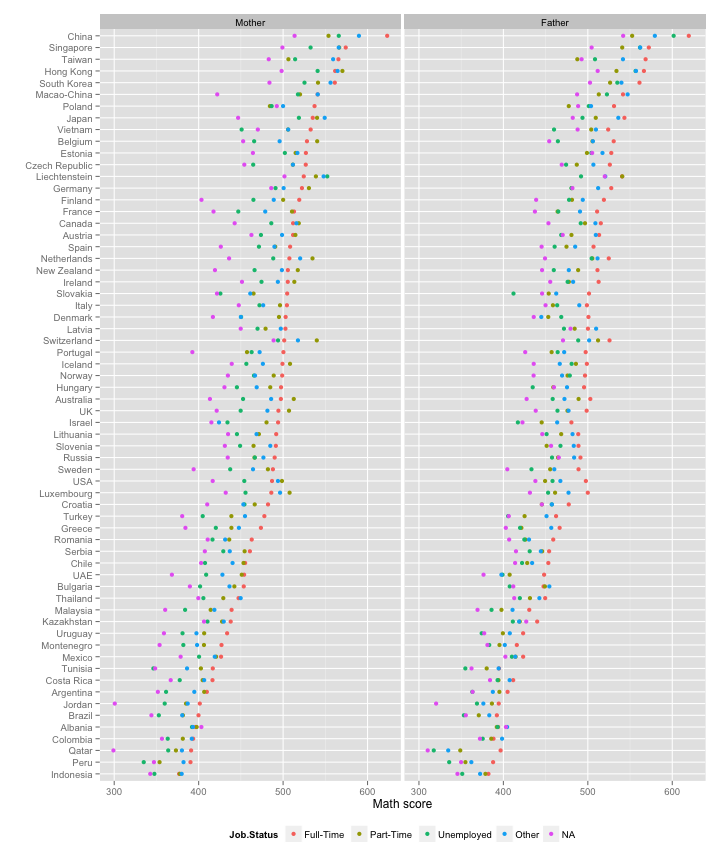 Mother Father
China
Singapore
Taiwan
Hong Kong
South Korea
Macao-China
Poland
Japan
Vietnam
Belgium
Estonia
Czech Republic
Liechtenstein
Germany
Finland
France
Canada
Austria
Spain
Netherlands
New Zealand
Ireland
Slovakia
Italy
Denmark
Latvia
Switzerland
Portugal
Iceland
Norway
Hungary
Australia
UK
Israel
Lithuania
Slovenia
Russia
Sweden
USA
Luxembourg
Croatia
Turkey
Greece
Romania
Serbia
Chile
UAE
Bulgaria
Thailand
Malaysia
Kazakhstan
Uruguay
Montenegro
Mexico
Tunisia
Costa Rica
Argentina
Jordan
Brazil
Albania
Colombia
Qatar
Peru
Indonesia
300 400 500 600 300 400 500 600
Math score
Job.Status Full-Time Part-Time Unemployed Other NA